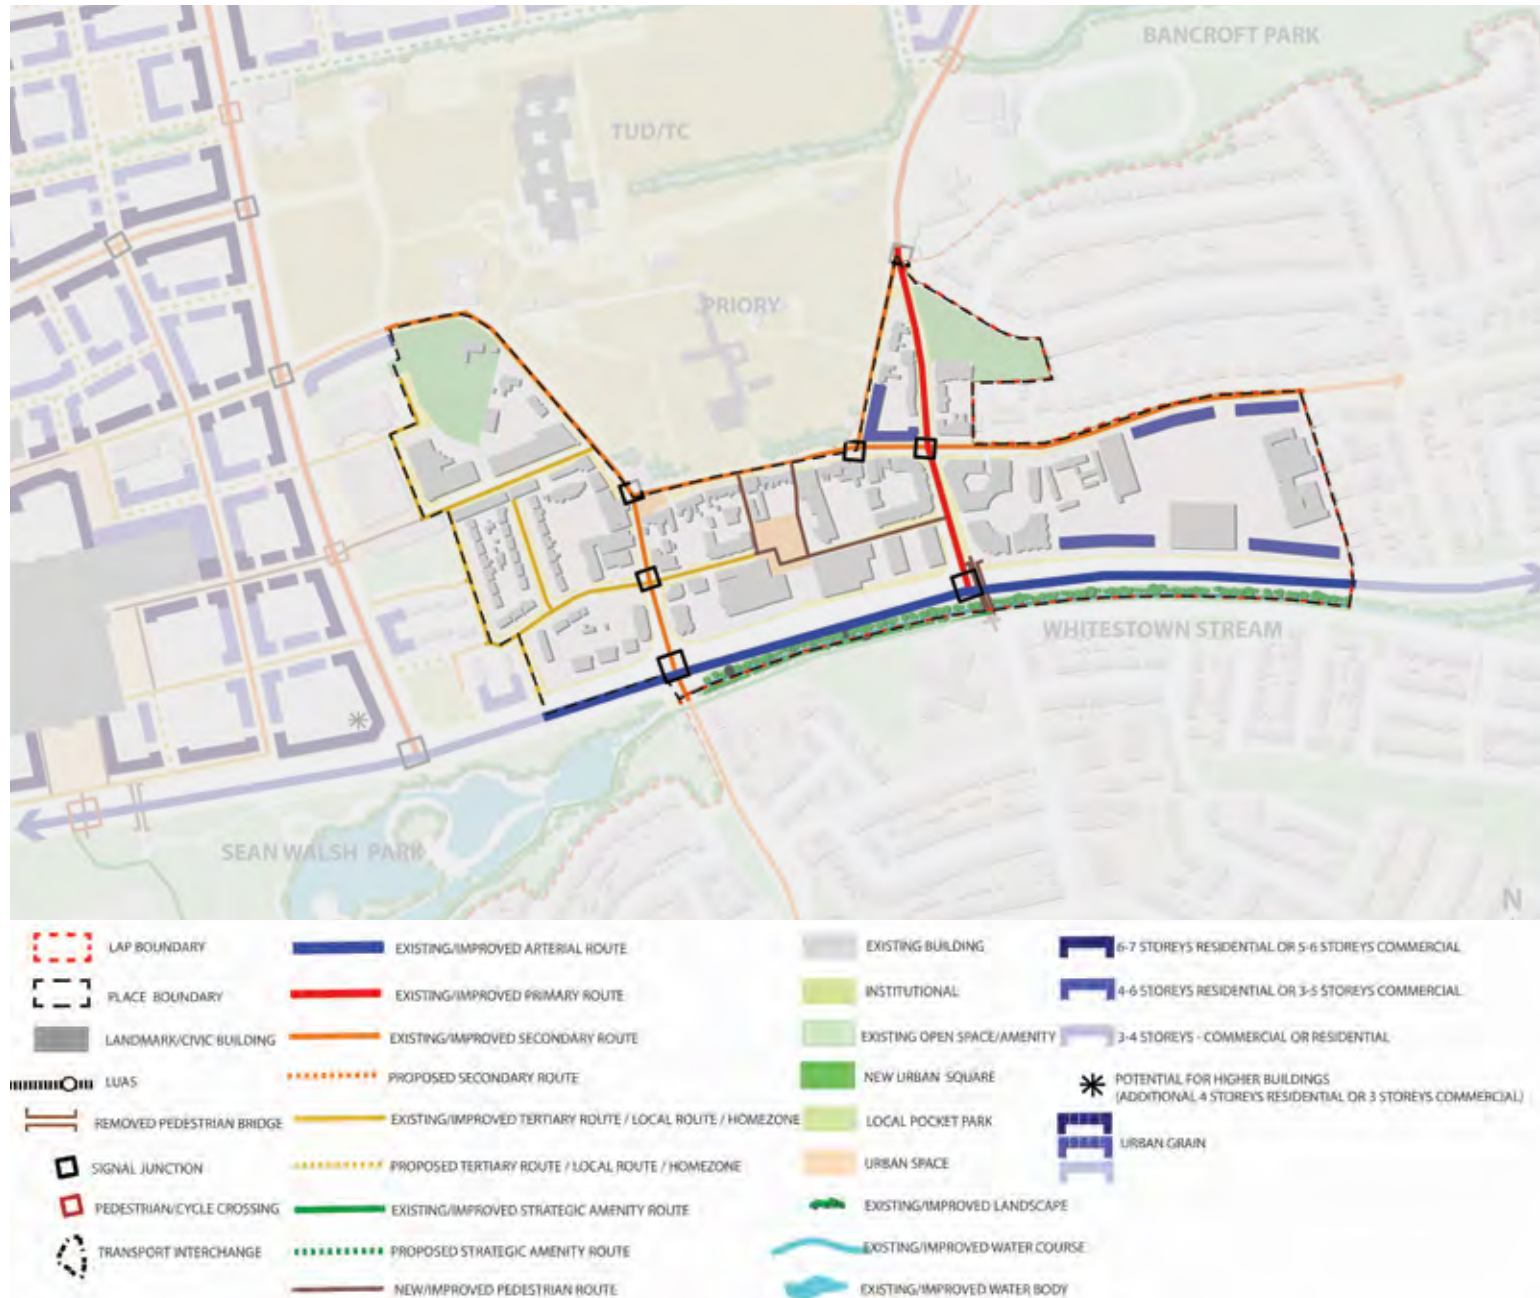 BANCROFT PARK
TUD/TC
PRIORY
WHITESTOWN STREAM
SEAN WALSH PARK
N
LAP BOUNDARY
PLACE BOUNDARY
LANDMARK/CIVIC BUILDING
LUAS
REMOVED PEDESTRIAN BRIDGE
SIGNAL JUNCTION
PEDESTRIAN/CYCLE CROSSING
TRANSPORT INTERCHANGE
EXISTING/IMPROVED ARTERIAL ROUTE
EXISTING/IMPROVED PRIMARY ROUTE
EXISTING/IMPROVED SECONDARY ROUTE
PROPOSED SECONDARY ROUTE
EXISTING/IMPROVED TERTIARY ROUTE / LOCAL ROUTE / HOMEZONE
PROPOSED TERTIARY ROUTE / LOCAL ROUTE / HOMEZONE
EXISTING/IMPROVED STRATEGIC AMENITY ROUTE
PROPOSED STRATEGIC AMENITY ROUTE
NEW/IMPROVED PEDESTRIAN ROUTE
EXISTING BUILDING
INSTITUTIONAL
EXISTING OPEN SPACE/AMENITY
NEW URBAN SQUARE
LOCAL POCKET PARK
URBAN SPACE
EXISTING/IMPROVED LANDSCAPE
EXISTING/IMPROVED WATER COURSE
EXISTING/IMPROVED WATER BODY
6-7 STOREYS RESIDENTIAL OR 5-6 STOREYS COMMERCIAL
4-6 STOREYS RESIDENTIAL OR 3-5 STOREYS COMMERCIAL
3-4 STOREYS - COMMERCIAL OR RESIDENTIAL
POTENTIAL FOR HIGHER BUILDINGS
(ADDITIONAL 4 STOREYS RESIDENTIAL OR 3 STOREYS COMMERCIAL)
URBAN GRAIN